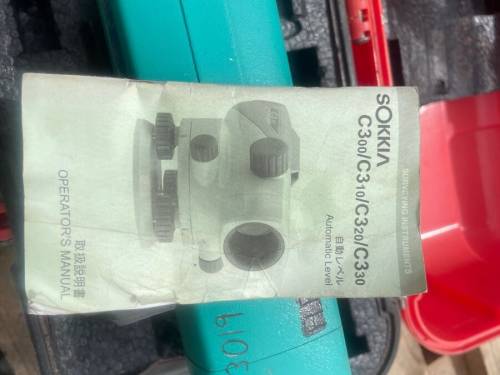 SURVEYING INSTRUMENTS
SOKKIA
C300/C310/C320/C330
自動レベル
Automatic Level
取扱説明書
OPERATOR'S MANUAL